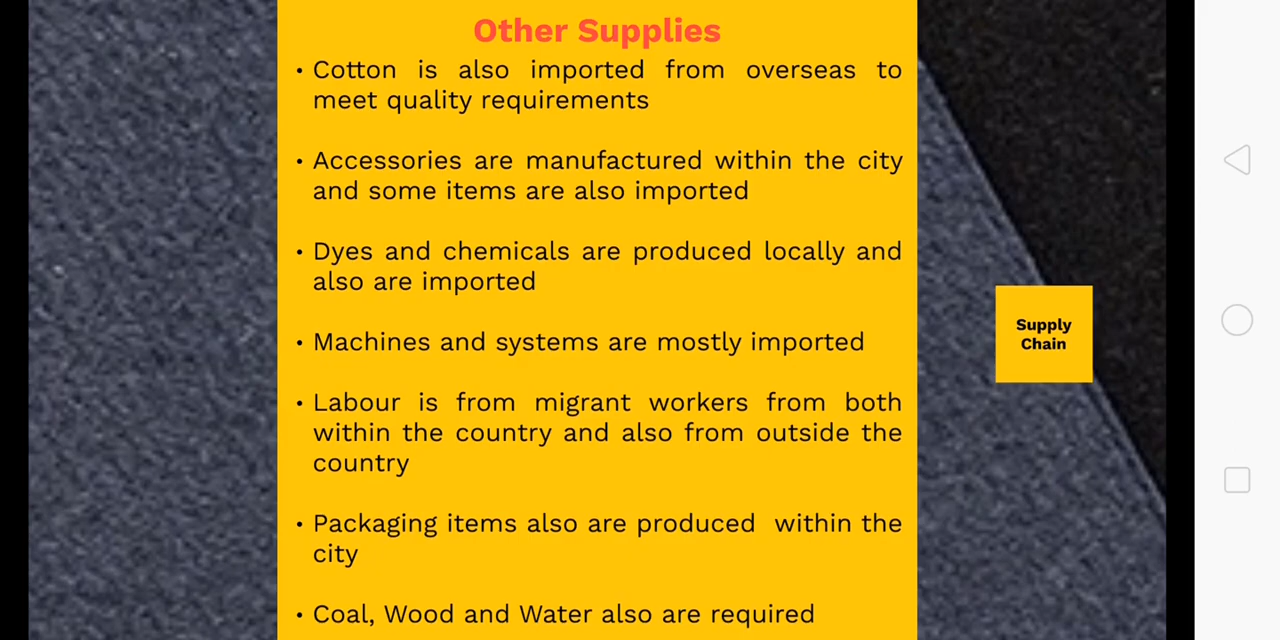 Other Supplies
• Cotton is also imported from overseas to
meet quality requirements
• Accessories are manufactured within the city
and some items are also imported
• Dyes and chemicals are produced locally and
also are imported
• Machines and systems are mostly imported
• Labour is from migrant workers from both
within the country and also from outside the
country
• Packaging items also are produced  within the
city
• Coal, Wood and Water also are required
Supply
Chain